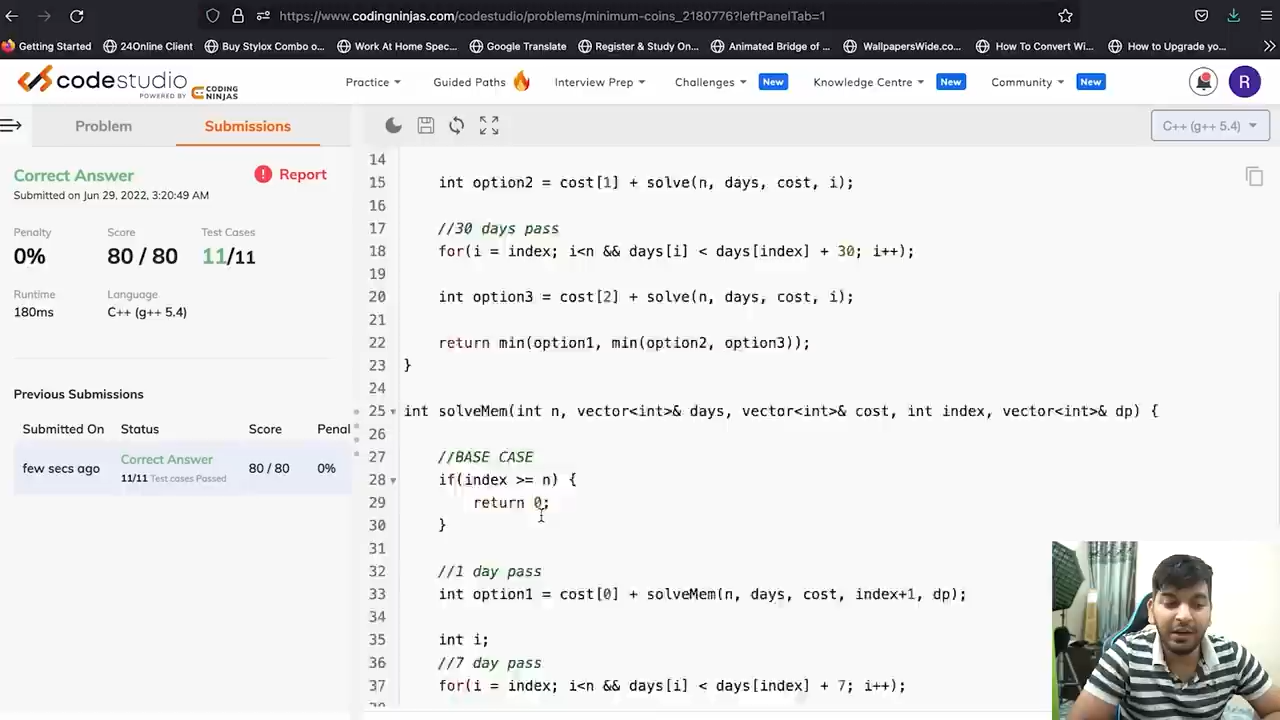 https://www.codingninjas.com/codestudio/problems/minimum-coins_2180776?leftPanelTab=1
Getting Started 24Online Client Buy Stylox Combo o... Work At Home Spec... Google Translate Register & Study On... Animated Bridge of ... WallpapersWide.co... How To Convert Wi... How to Upgrade yo...
codestudio
POWERED BY CODING NINJAS
Practice Guided Paths Interview Prep Challenges New Knowledge Centre New Community New R
Problem Submissions C++ (g++ 5.4)
Correct Answer Report
Submitted on Jun 29, 2022, 3:20:49 AM
Penalty Score Test Cases
0% 80 / 80 11/11
Runtime Language
180ms C++ (g++ 5.4)
Previous Submissions
Submitted On Status Score Penal
few secs ago Correct Answer 80 / 80 0%
11/11 Test cases Passed
14
15 int option2 = cost[1] + solve(n, days, cost, i);
16
17 //30 days pass
18 for(i = index; i<n && days[i] < days[index] + 30; i++);
19
20 int option3 = cost[2] + solve(n, days, cost, i);
21
22 return min(option1, min(option2, option3));
23 }
24
25 int solveMem(int n, vector<int>& days, vector<int>& cost, int index, vector<int>& dp) {
26
27 //BASE CASE
28 if(index >= n) {
29 return 0;
30 }
31
32 //1 day pass
33 int option1 = cost[0] + solveMem(n, days, cost, index+1, dp);
34
35 int i;
36 //7 day pass
37 for(i = index; i<n && days[i] < days[index] + 7; i++);